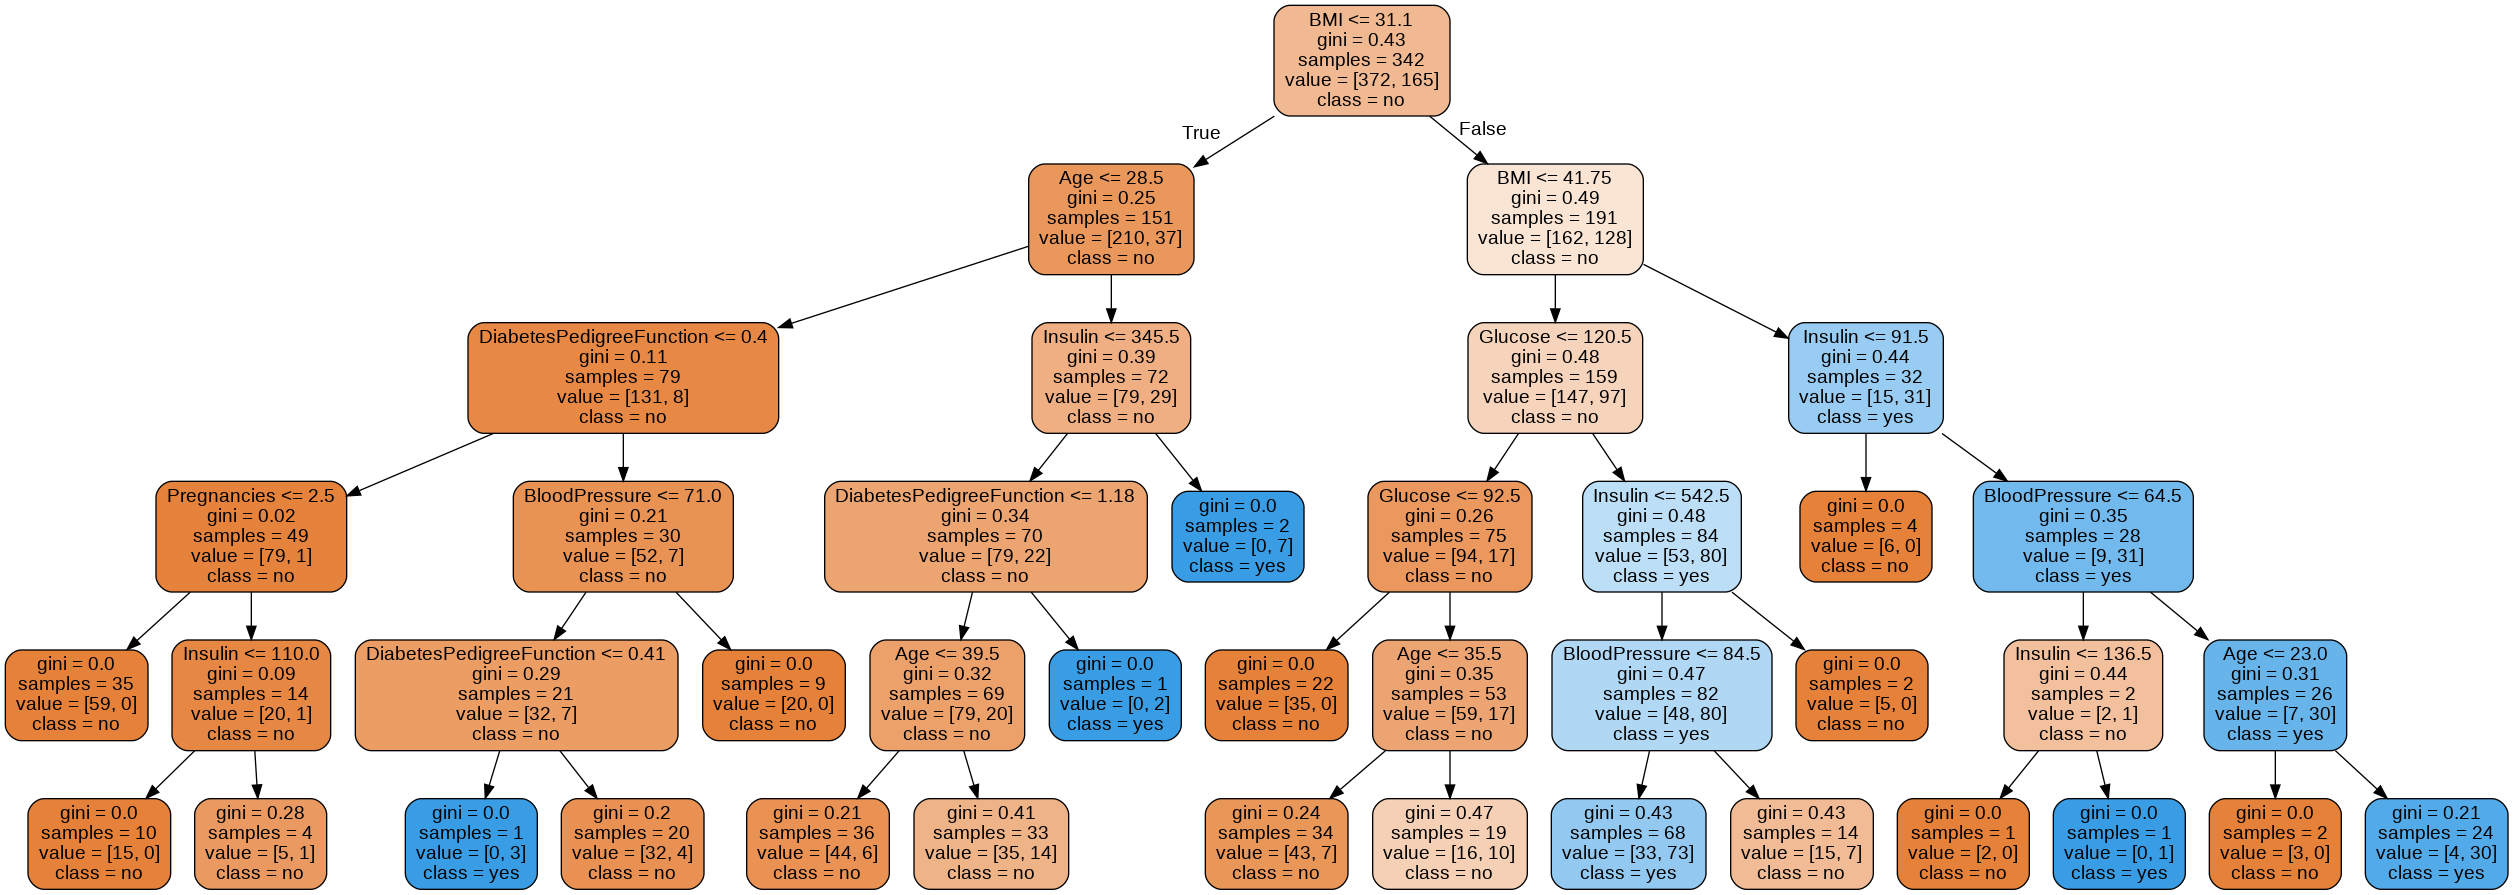 BMI <= 31.1
gini = 0.43
samples = 342
value = [372, 165]
class = no
True
False
Age <= 28.5
gini = 0.25
samples = 151
value = [210, 37]
class = no
BMI <= 41.75
gini = 0.49
samples = 191
value = [162, 128]
class = no
DiabetesPedigreeFunction <= 0.4
gini = 0.11
samples = 79
value = [131, 8]
class = no
Insulin <= 345.5
gini = 0.39
samples = 72
value = [79, 29]
class = no
Glucose <= 120.5
gini = 0.48
samples = 159
value = [147, 97]
class = no
Insulin <= 91.5
gini = 0.44
samples = 32
value = [15, 31]
class = yes
Pregnancies <= 2.5
gini = 0.02
samples = 49
value = [79, 1]
class = no
BloodPressure <= 71.0
gini = 0.21
samples = 30
value = [52, 7]
class = no
DiabetesPedigreeFunction <= 1.18
gini = 0.34
samples = 70
value = [79, 22]
class = no
gini = 0.0
samples = 2
value = [0, 7]
class = yes
Glucose <= 92.5
gini = 0.26
samples = 75
value = [94, 17]
class = no
Insulin <= 542.5
gini = 0.48
samples = 84
value = [53, 80]
class = yes
gini = 0.0
samples = 4
value = [6, 0]
class = no
BloodPressure <= 64.5
gini = 0.35
samples = 28
value = [9, 31]
class = yes
gini = 0.0
samples = 35
value = [59, 0]
class = no
Insulin <= 110.0
gini = 0.09
samples = 14
value = [20, 1]
class = no
DiabetesPedigreeFunction <= 0.41
gini = 0.29
samples = 21
value = [32, 7]
class = no
gini = 0.0
samples = 9
value = [20, 0]
class = no
Age <= 39.5
gini = 0.32
samples = 69
value = [79, 20]
class = no
gini = 0.0
samples = 1
value = [0, 2]
class = yes
gini = 0.0
samples = 22
value = [35, 0]
class = no
Age <= 35.5
gini = 0.35
samples = 53
value = [59, 17]
class = no
BloodPressure <= 84.5
gini = 0.47
samples = 82
value = [48, 80]
class = yes
gini = 0.0
samples = 2
value = [5, 0]
class = no
Insulin <= 136.5
gini = 0.44
samples = 2
value = [2, 1]
class = no
Age <= 23.0
gini = 0.31
samples = 26
value = [7, 30]
class = yes
gini = 0.0
samples = 10
value = [15, 0]
class = no
gini = 0.28
samples = 4
value = [5, 1]
class = no
gini = 0.0
samples = 1
value = [0, 3]
class = yes
gini = 0.2
samples = 20
value = [32, 4]
class = no
gini = 0.21
samples = 36
value = [44, 6]
class = no
gini = 0.41
samples = 33
value = [35, 14]
class = no
gini = 0.24
samples = 34
value = [43, 7]
class = no
gini = 0.47
samples = 19
value = [16, 10]
class = no
gini = 0.43
samples = 68
value = [33, 73]
class = yes
gini = 0.43
samples = 14
value = [15, 7]
class = no
gini = 0.0
samples = 1
value = [2, 0]
class = no
gini = 0.0
samples = 1
value = [0, 1]
class = yes
gini = 0.0
samples = 2
value = [3, 0]
class = no
gini = 0.21
samples = 24
value = [4, 30]
class = yes